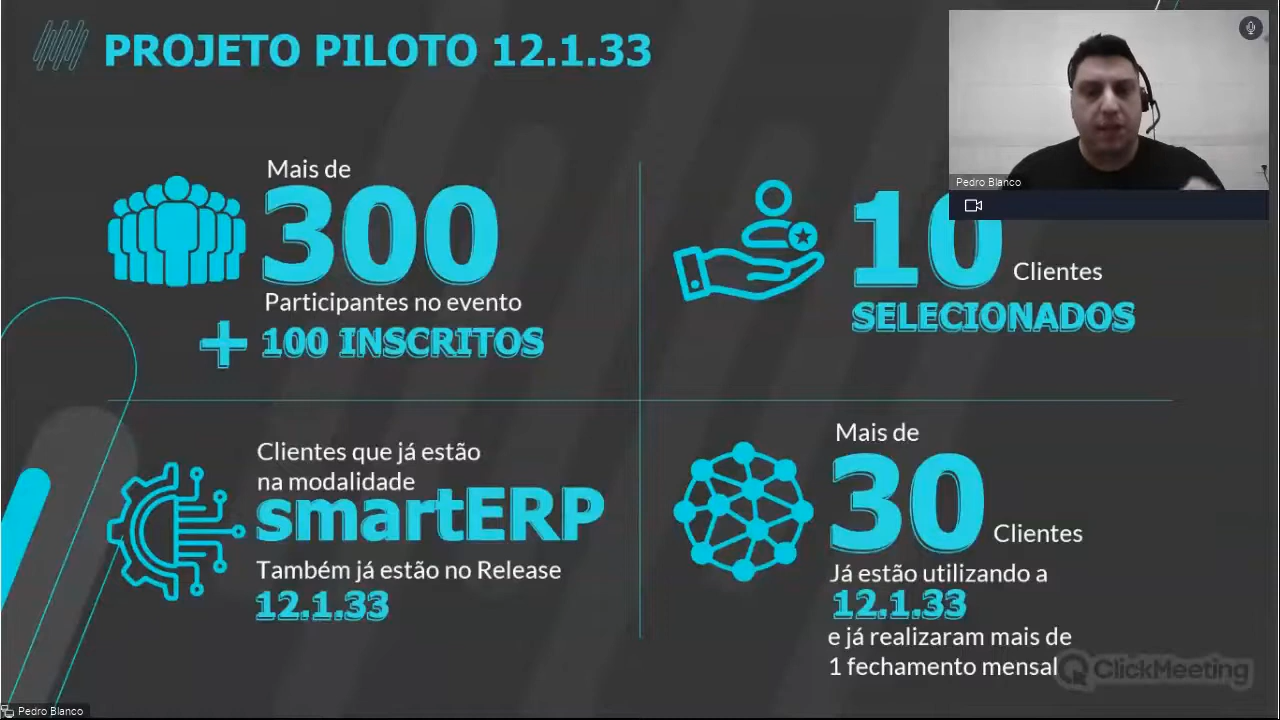 PROJETO PILOTO 12.1.33
Mais de
300
Participantes no evento
+ 100 INSCRITOS
10
Clientes
SELECIONADOS
Pedro Blanco
Clientes que já estão
na modalidade
smartERP
Também já estão no Release
12.1.33
Mais de
30
Clientes
Já estão utilizando a
12.1.33
e já realizaram mais de
1 fechamento mensal
ClickMeeting
Pedro Blanco